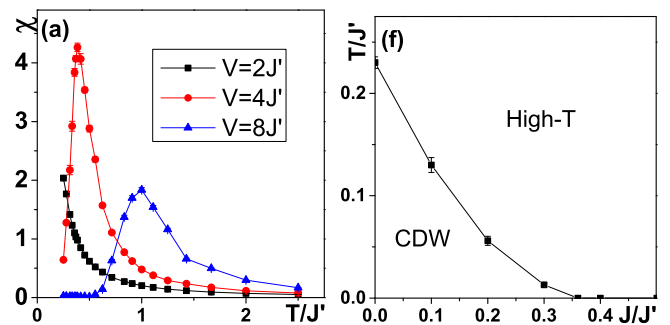 χ (a)
V=2J'
V=4J'
V=8J'
4
3
2
1
0
0 1 2 T/J'
T/J' (f)
High-T
CDW
0.2
0.1
0.0
0.0 0.1 0.2 0.3 0.4 J/J'